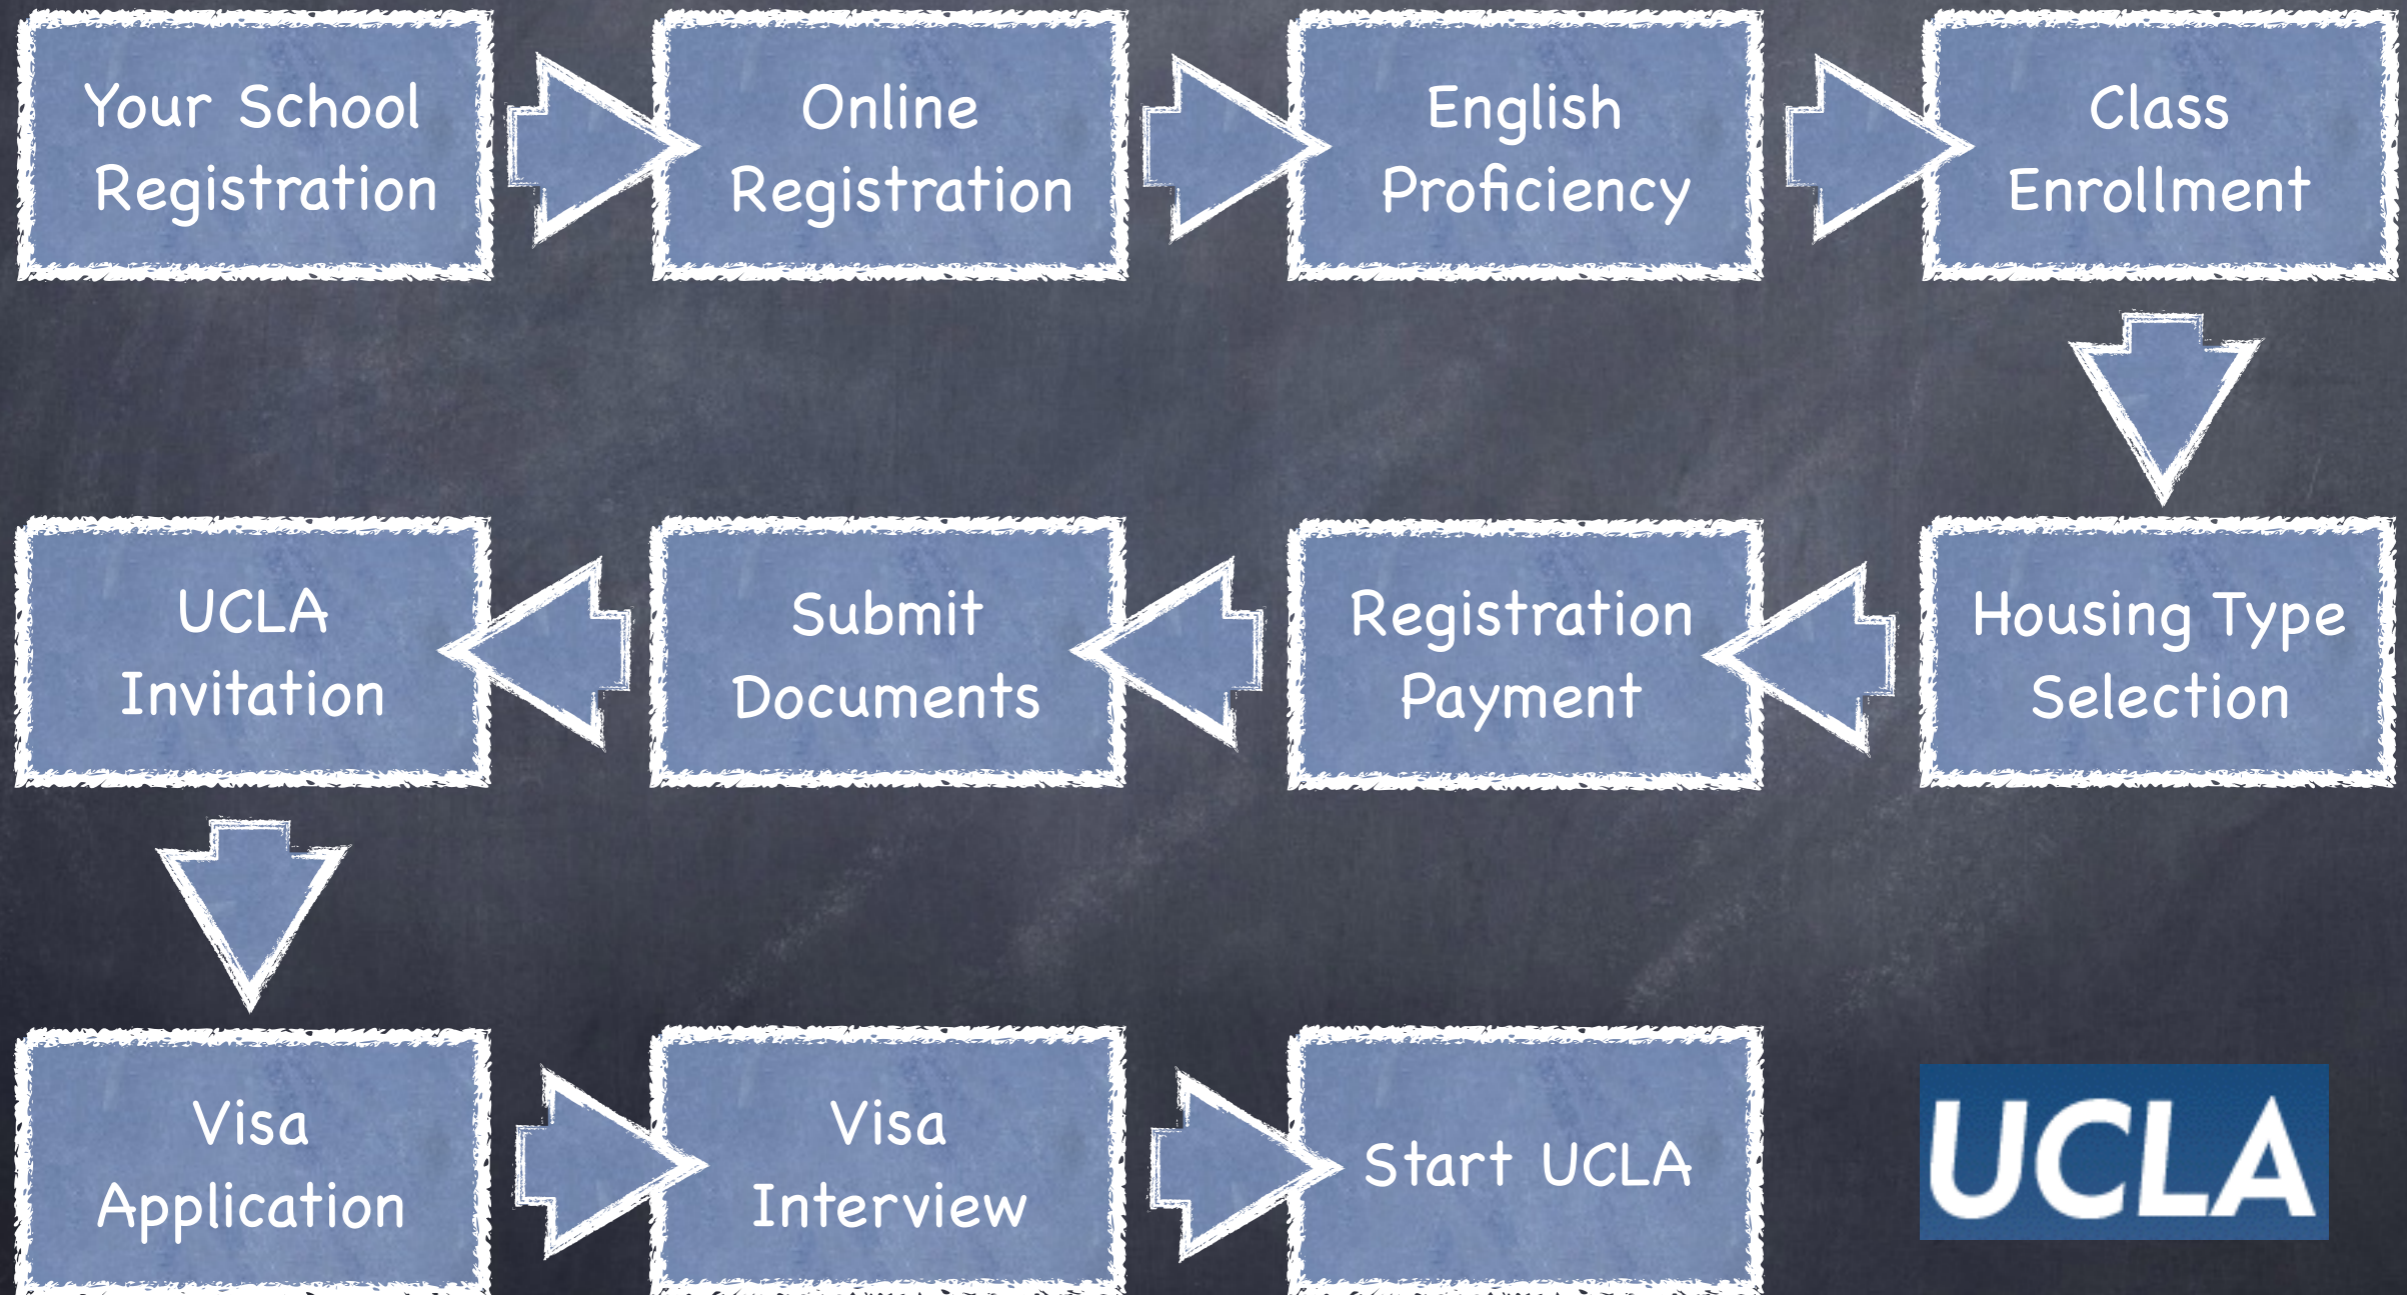 Your School
Registration
Online
Registration
English
Proficiency
Class
Enrollment
Housing Type
Selection
Registration
Payment
Submit
Documents
UCLA
Invitation
Visa
Application
Visa
Interview
Start UCLA
UCLA